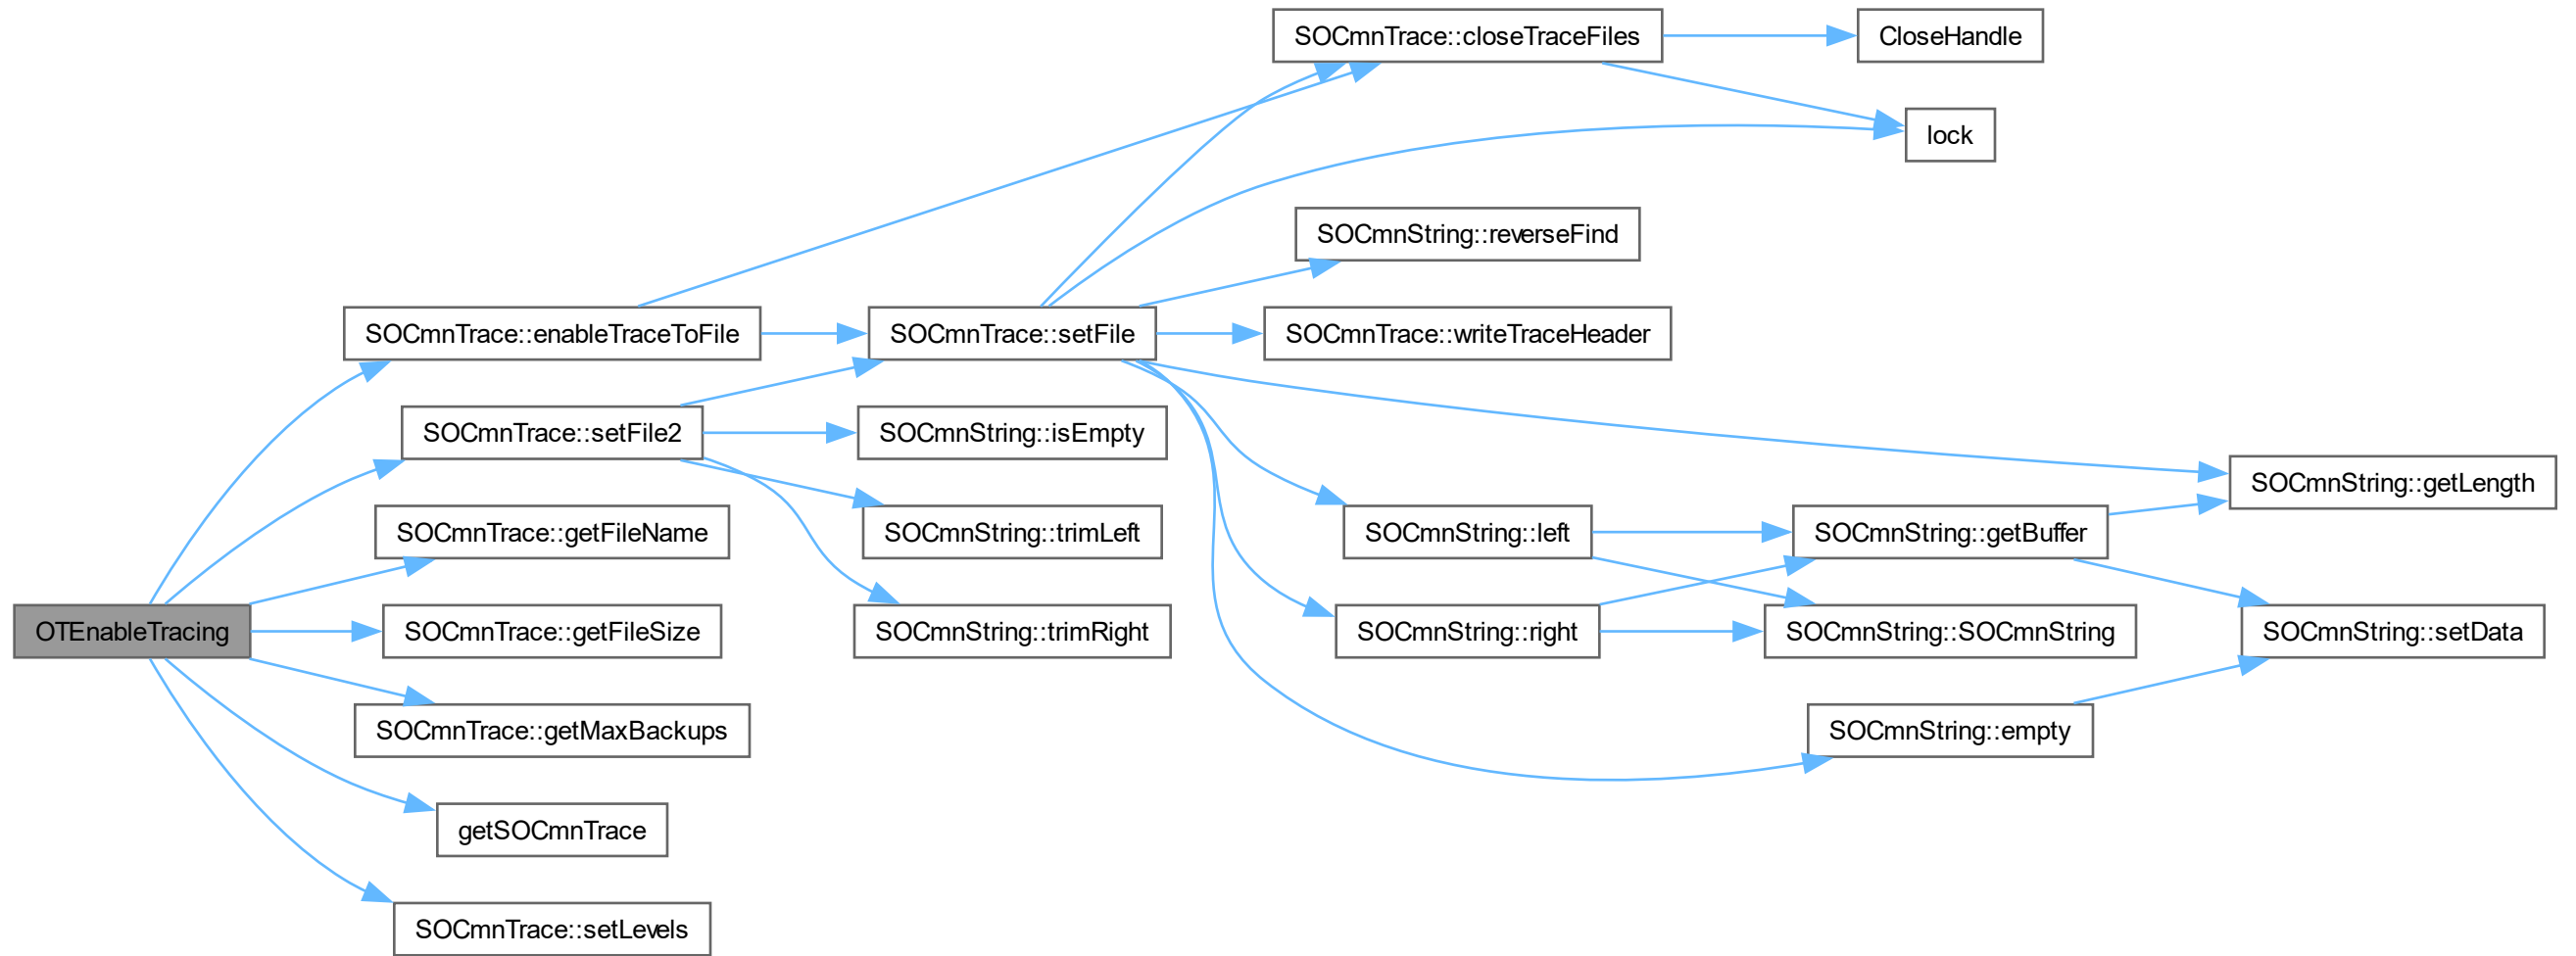 SOCmnTrace::closeTraceFiles
CloseHandle
lock
SOCmnString::reverseFind
SOCmnTrace::enableTraceToFile
SOCmnTrace::setFile
SOCmnTrace::writeTraceHeader
SOCmnTrace::setFile2
SOCmnString::isEmpty
SOCmnString::getLength
SOCmnTrace::getFileName
SOCmnString::trimLeft
SOCmnString::left
SOCmnString::getBuffer
OTEnableTracing
SOCmnTrace::getFileSize
SOCmnString::trimRight
SOCmnString::right
SOCmnString::SOCmnString
SOCmnString::setData
SOCmnTrace::getMaxBackups
SOCmnString::empty
getSOCmnTrace
SOCmnTrace::setLevels